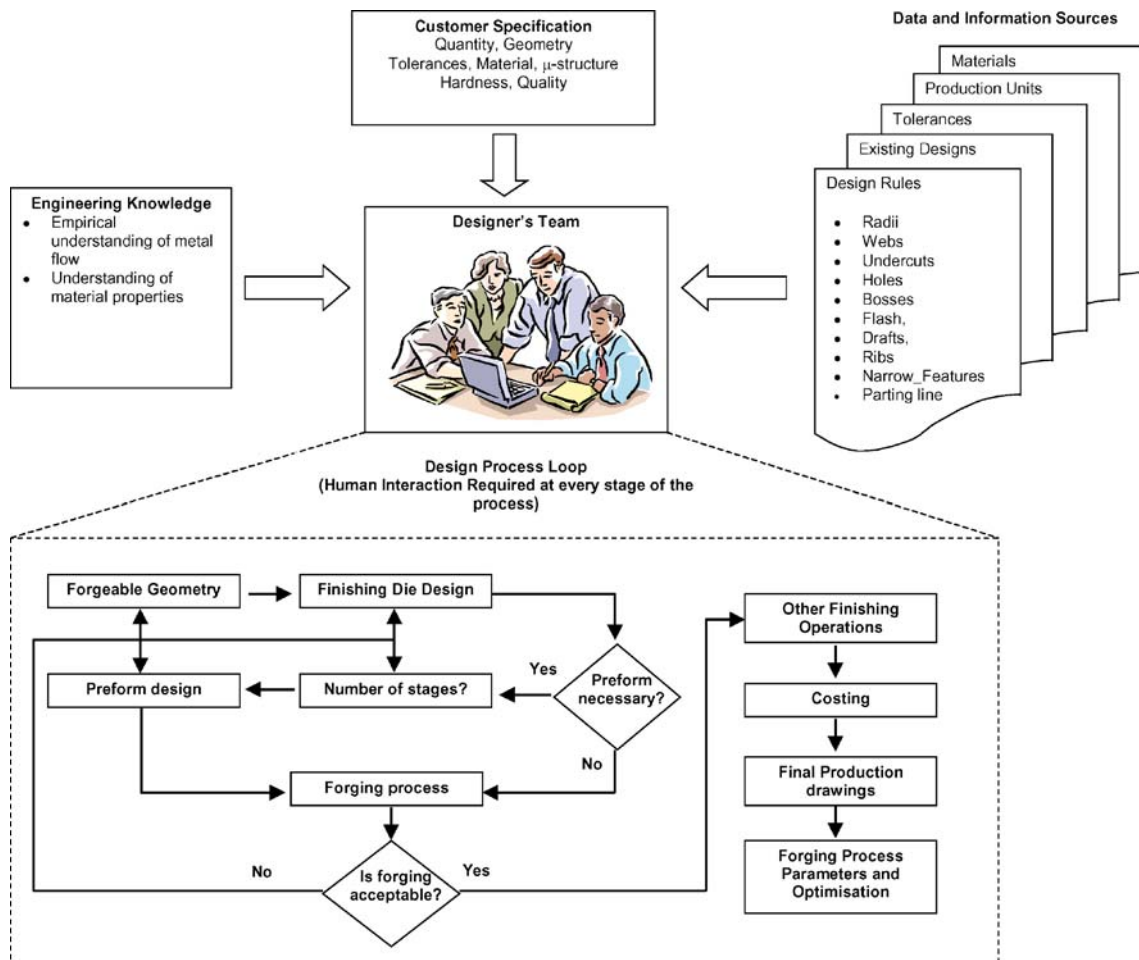 Customer Specification
Quantity, Geometry
Tolerances, Material, μ-structure
Hardness, Quality
Data and Information Sources
Materials
Production Units
Tolerances
Existing Designs
Design Rules
• Radii
• Webs
• Undercuts
• Holes
• Bosses
• Flash,
• Drafts,
• Ribs
• Narrow_Features
• Parting line
Engineering Knowledge
• Empirical
understanding of metal
flow
• Understanding of
material properties
Designer's Team
Design Process Loop
(Human Interaction Required at every stage of the
process)
Forgeable Geometry
Finishing Die Design
Preform
necessary?
Yes
Number of stages?
Preform design
No
Forging process
Is forging
acceptable?
No
Yes
Other Finishing
Operations
Costing
Final Production
drawings
Forging Process
Parameters and
Optimisation